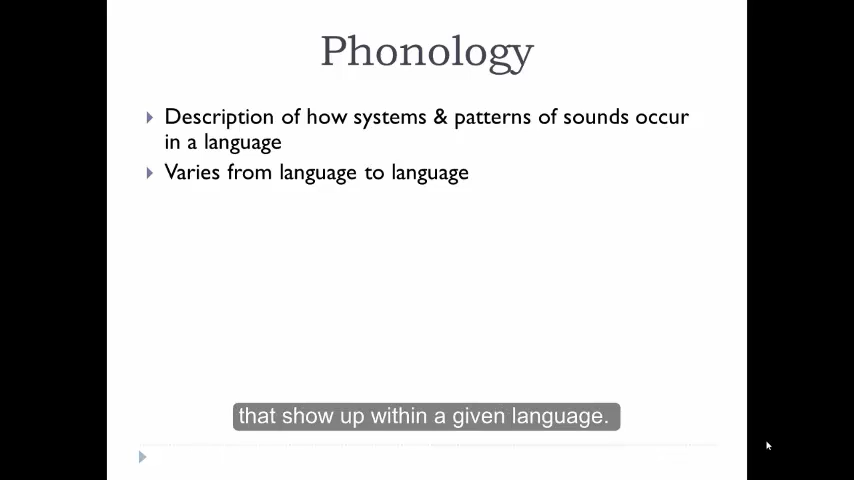 Phonology
Description of how systems & patterns of sounds occur
in a language
Varies from language to language
that show up within a given language.